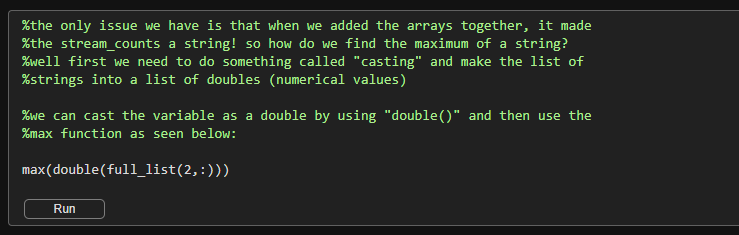 %the only issue we have is that when we added the arrays together, it made
%the stream_counts a string! so how do we find the maximum of a string?
%well first we need to do something called "casting" and make the list of
%strings into a list of doubles (numerical values)
%we can cast the variable as a double by using "double()" and then use the
%max function as seen below:
max(double(full_list(2,:)))
Run